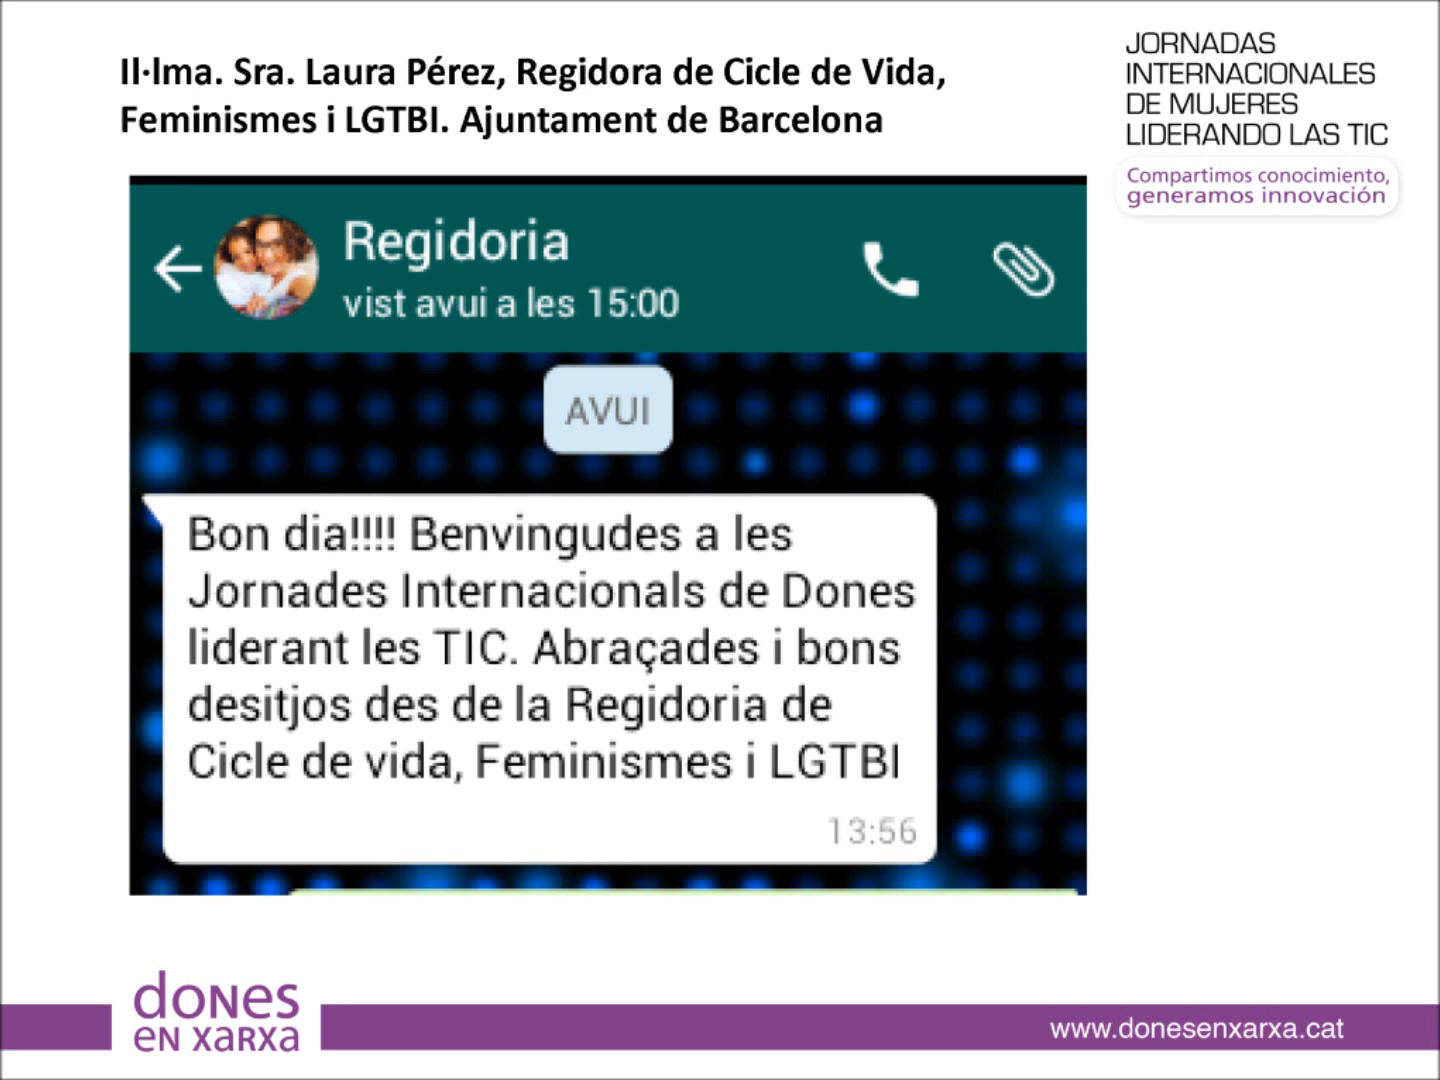 Il·lma. Sra. Laura Pérez, Regidora de Cicle de Vida,
Feminismes i LGTBI. Ajuntament de Barcelona
JORNADAS
INTERNACIONALES
DE MUJERES
LIDERANDO LAS TIC
Compartimos conocimiento,
generamos innovación
Regidoria
vist avui a les 15:00
AVUI
Bon dia!!!! Benvingudes a les
Jornades Internacionals de Dones
liderant les TIC. Abraçades i bons
desitjos des de la Regidoria de
Cicle de vida, Feminismes i LGTBI
13:56
dones
en xarxa
www.donesenxarxa.cat